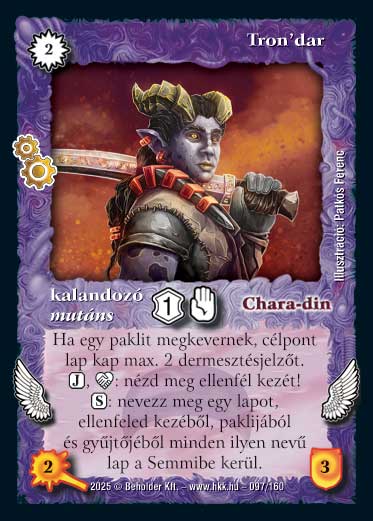 2
Tron'dar
Illusztráció: Palkos Ferenc
kalandozó
mutáns
1
Chara-din
Ha egy paklit megkevernek, célpont
lap kap max. 2 dermesztésjelzőt.
J, : nézd meg ellenfél kezét!
S: nevezz meg egy lapot,
ellenfeled kezéből, paklijából
és gyűjtőjéből minden ilyen nevű
lap a Semmibe kerül.
2
3
2025 © Beholder Kft. – www.hkk.hu – 097/160